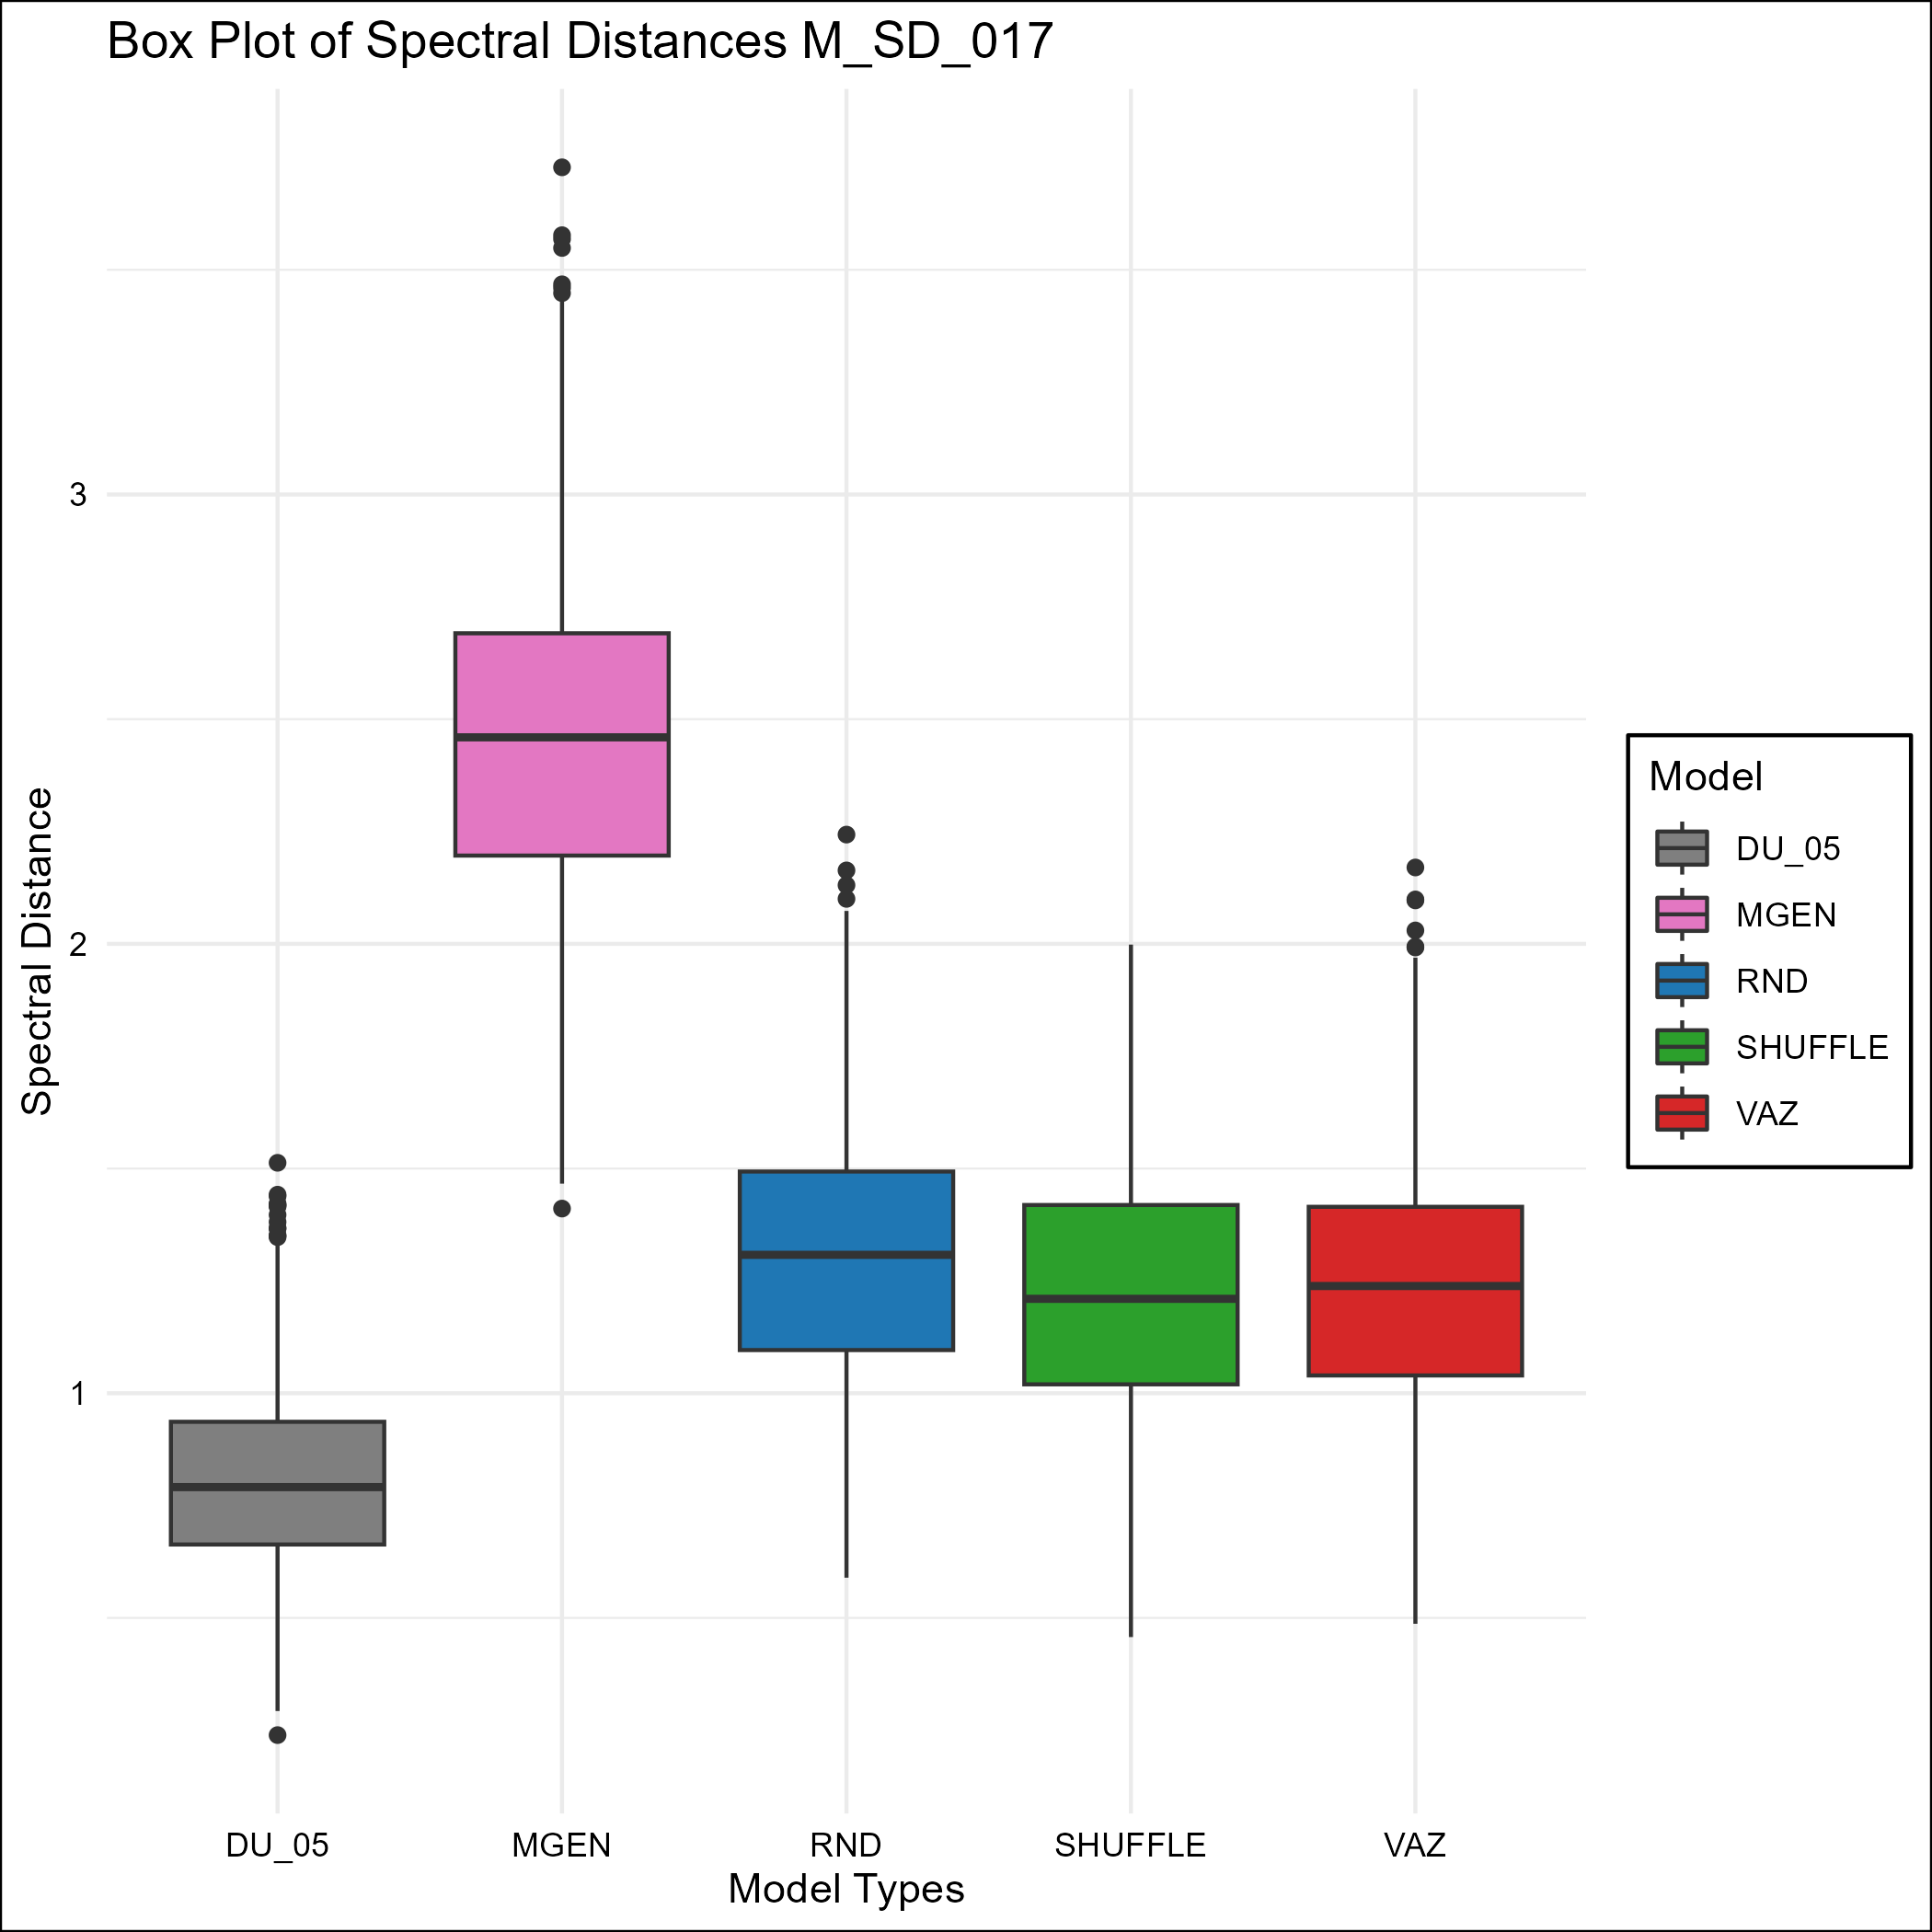 Box Plot of Spectral Distances M_SD_017
Spectral Distance
3
2
1
DU_05
MGEN
RND
SHUFFLE
VAZ
Model Types
Model
DU_05
MGEN
RND
SHUFFLE
VAZ